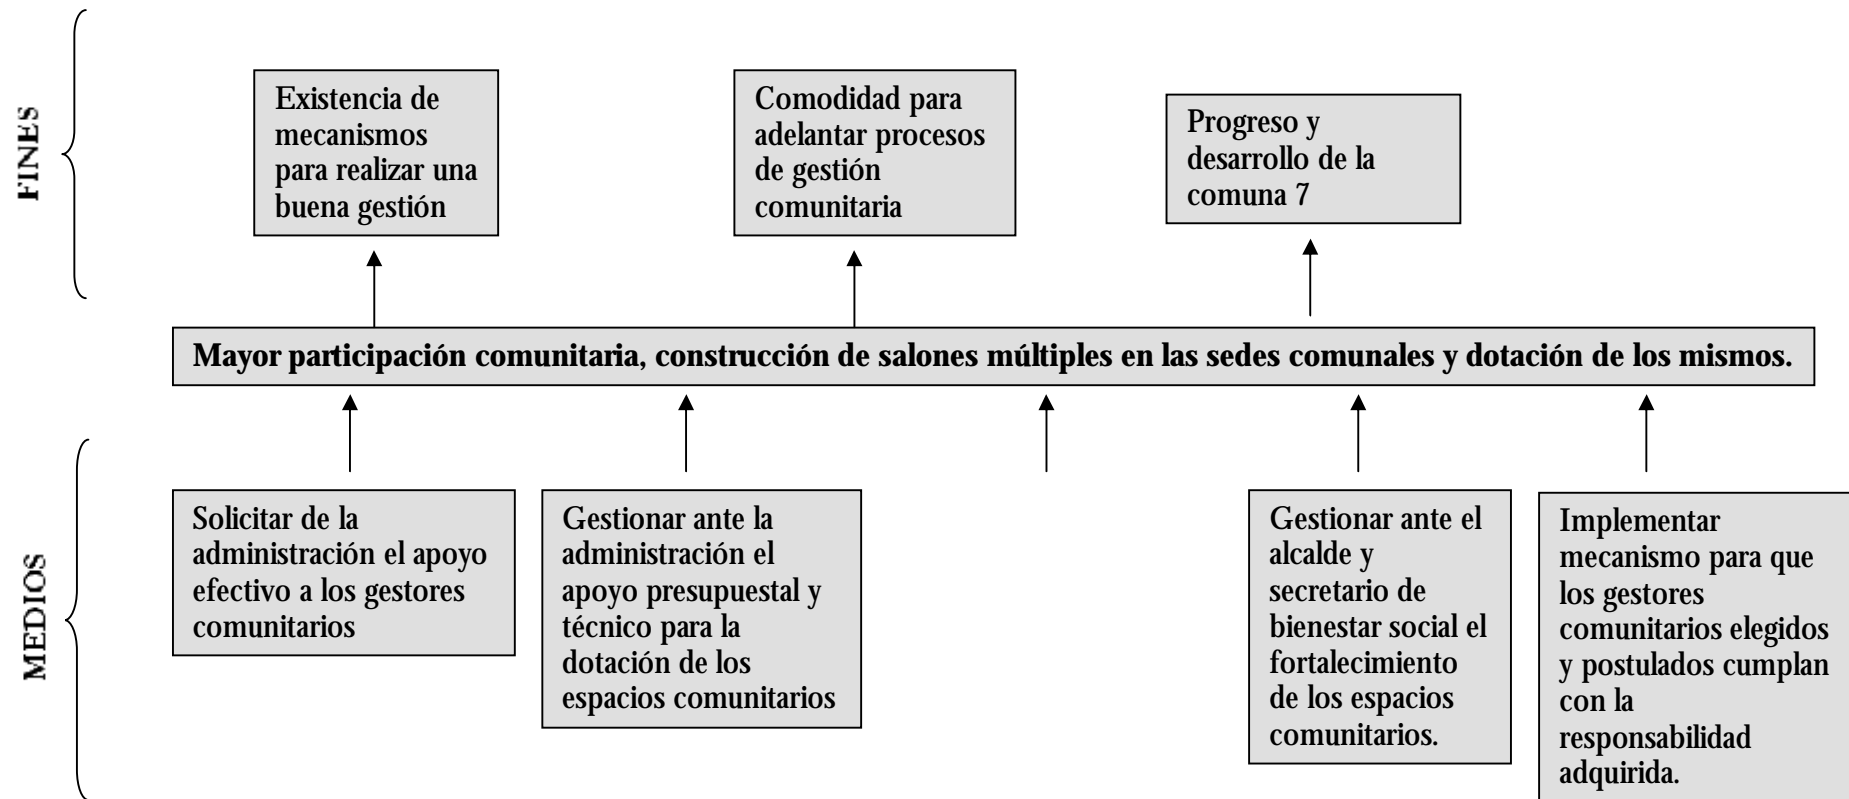 FINES
Existencia de
mecanismos
para realizar una
buena gestión
Comodidad para
adelantar procesos
de gestión
comunitaria
Progreso y
desarrollo de la
comuna 7
Mayor participación comunitaria, construcción de salones múltiples en las sedes comunales y dotación de los mismos.
MEDIOS
Solicitar de la
administración el apoyo
efectivo a los gestores
comunitarios
Gestionar ante la
administración el
apoyo presupuestal y
técnico para la
dotación de los
espacios comunitarios
Gestionar ante el
alcalde y
secretario de
bienestar social el
fortalecimiento
de los espacios
comunitarios.
Implementar
mecanismo para que
los gestores
comunitarios elegidos
y postulados cumplan
con la
responsabilidad
adquirida.